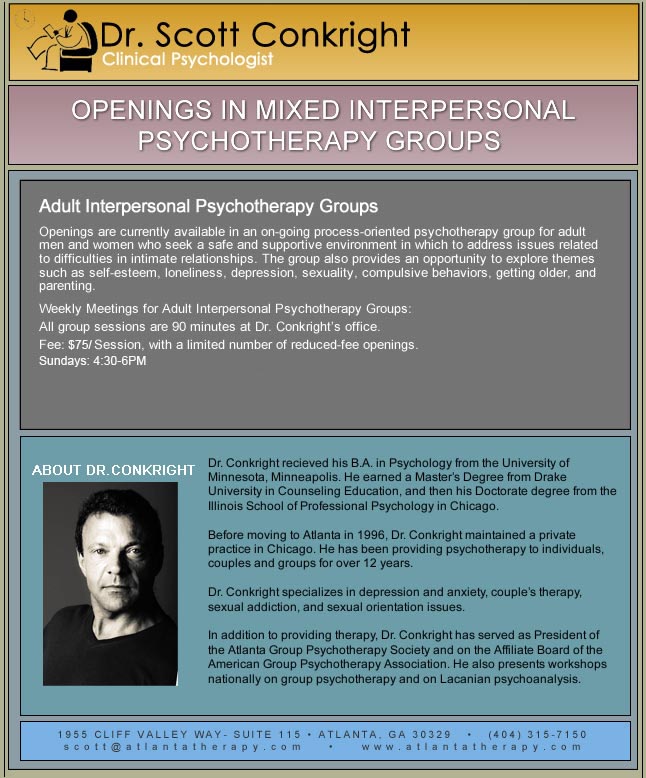 Dr. Scott Conkright
Clinical Psychologist
OPENINGS IN MIXED INTERPERSONAL
PSYCHOTHERAPY GROUPS
Adult Interpersonal Psychotherapy Groups
Openings are currently available in an on-going process-oriented psychotherapy group for adult
men and women who seek a safe and supportive environment in which to address issues related
to difficulties in intimate relationships. The group also provides an opportunity to explore themes
such as self-esteem, loneliness, depression, sexuality, compulsive behaviors, getting older, and
parenting.
Weekly Meetings for Adult Interpersonal Psychotherapy Groups:
All group sessions are 90 minutes at Dr. Conkright's office.
Fee: $75/ Session, with a limited number of reduced-fee openings.
Sundays: 4:30-6PM
ABOUT DR.CONKRIGHT
Dr. Conkright recieved his B.A. in Psychology from the University of
Minnesota, Minneapolis. He earned a Master's Degree from Drake
University in Counseling Education, and then his Doctorate degree from the
Illinois School of Professional Psychology in Chicago.
Before moving to Atlanta in 1996, Dr. Conkright maintained a private
practice in Chicago. He has been providing psychotherapy to individuals,
couples and groups for over 12 years.
Dr. Conkright specializes in depression and anxiety, couple's therapy,
sexual addiction, and sexual orientation issues.
In addition to providing therapy, Dr. Conkright has served as President of
the Atlanta Group Psychotherapy Society and on the Affiliate Board of the
American Group Psychotherapy Association. He also presents workshops
nationally on group psychotherapy and on Lacanian psychoanalysis.
1955 CLIFF VALLEY WAY- SUITE 115 • ATLANTA, GA 30329 • (404) 315-7150
scott@atlantatherapy.com • www.atlantatherapy.com